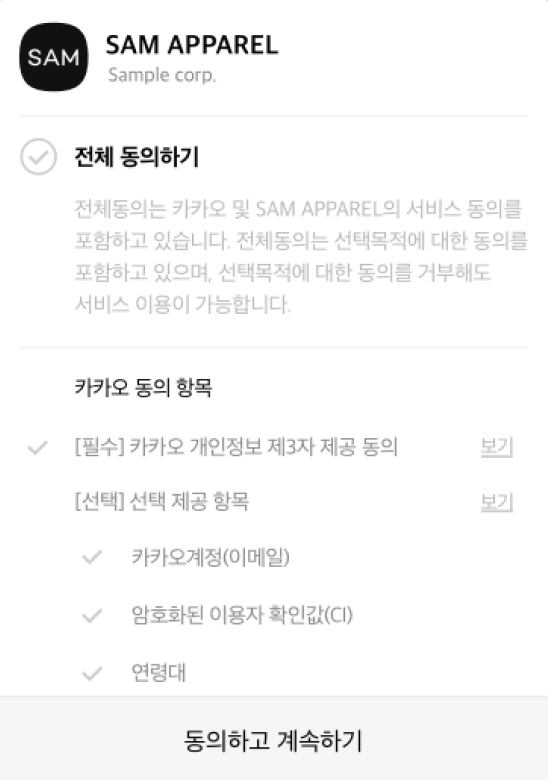 SAM
SAM APPAREL
Sample corp.
전체 동의하기
전체동의는 카카오 및 SAM APPAREL의 서비스 동의를
포함하고 있습니다. 전체동의는 선택목적에 대한 동의를
포함하고 있으며, 선택목적에 대한 동의를 거부해도
서비스 이용이 가능합니다.
카카오 동의 항목
[필수] 카카오 개인정보 제3자 제공 동의 보기
[선택] 선택 제공 항목 보기
카카오계정(이메일)
암호화된 이용자 확인값(CI)
연령대
동의하고 계속하기